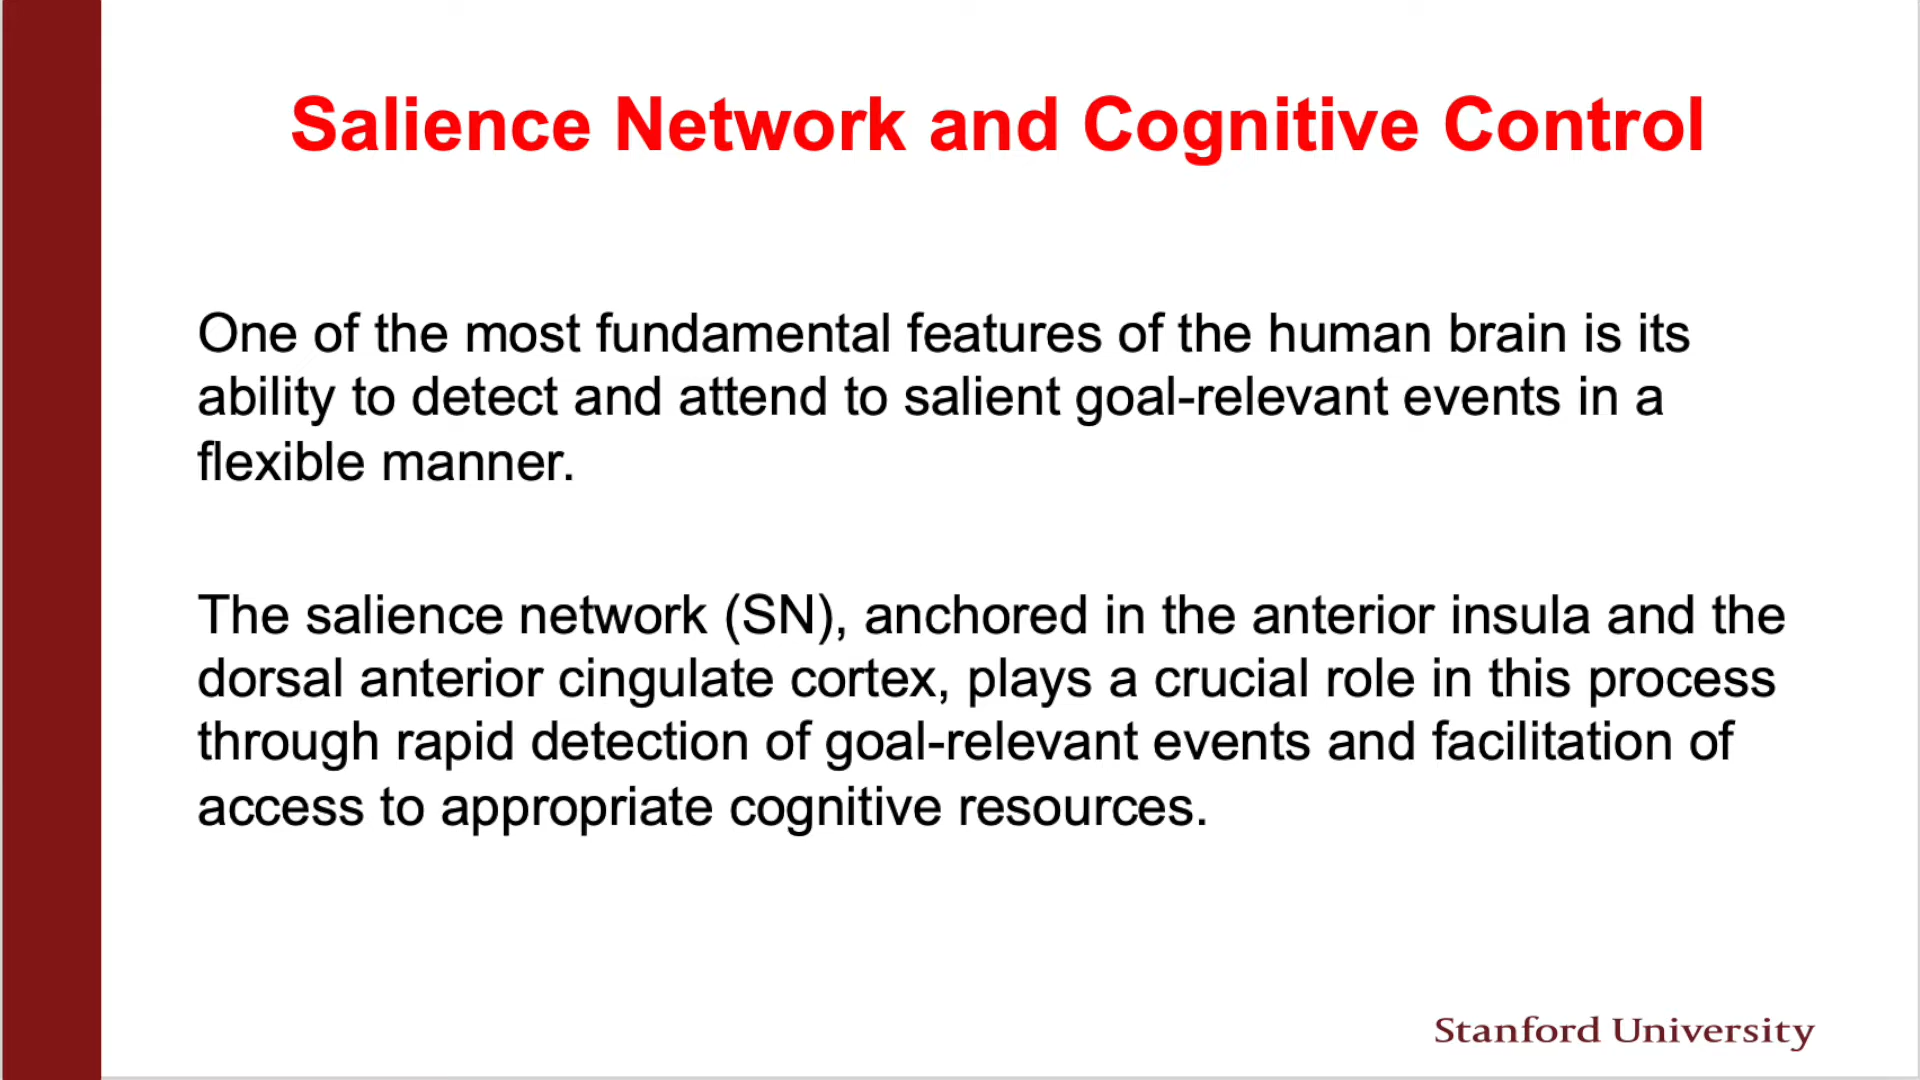 Salience Network and Cognitive Control
One of the most fundamental features of the human brain is its
ability to detect and attend to salient goal-relevant events in a
flexible manner.
The salience network (SN), anchored in the anterior insula and the
dorsal anterior cingulate cortex, plays a crucial role in this process
through rapid detection of goal-relevant events and facilitation of
access to appropriate cognitive resources.
Stanford University